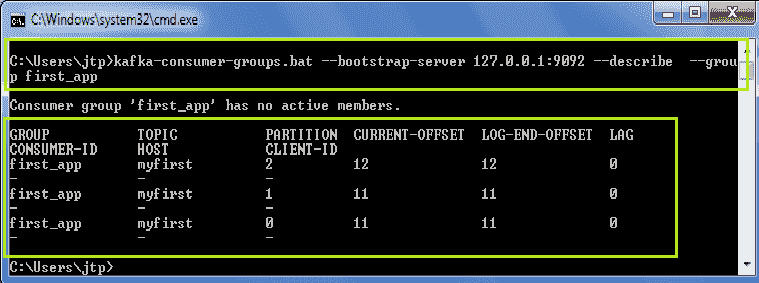 C:\Windows\system32\cmd.exe
C:\Users\jtp>kafka-consumer-groups.bat --bootstrap-server 127.0.0.1:9092 --describe  --grou
p first_app
Consumer group 'first_app' has no active members.
GROUP TOPIC PARTITION CURRENT-OFFSET LOG-END-OFFSET LAG
CONSUMER-ID HOST CLIENT-ID
first_app myfirst 2 12 12 0
- - -
first_app myfirst 1 11 11 0
- - -
first_app myfirst 0 11 11 0
- - -
C:\Users\jtp>